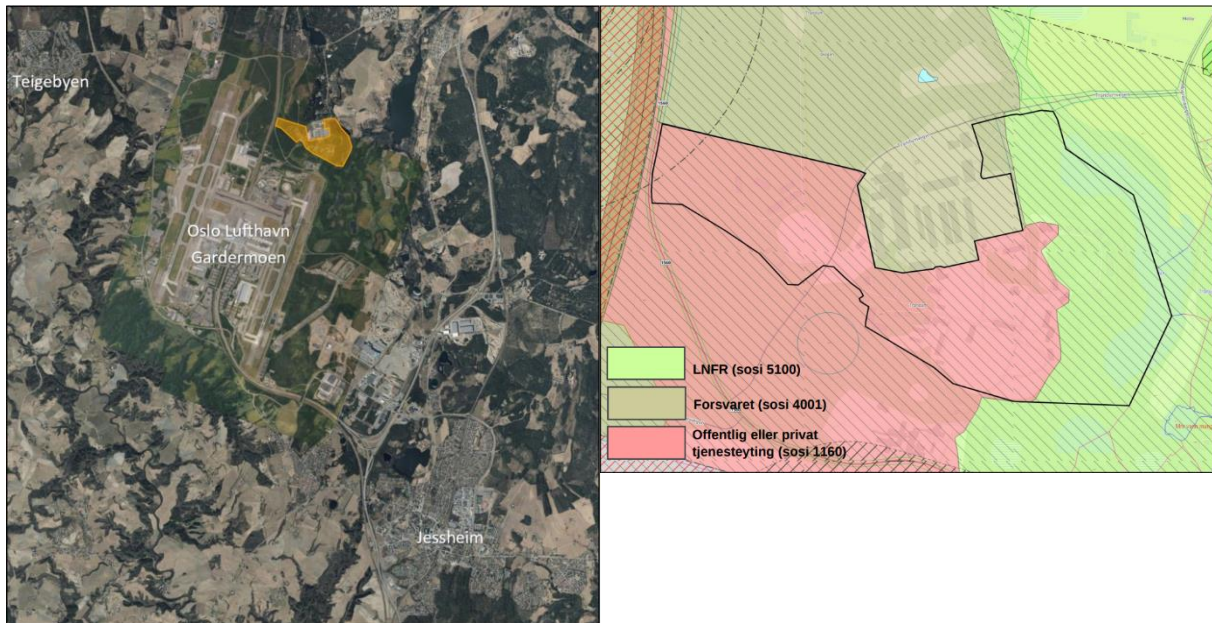 Teigebyen
Oslo Lufthavn
Gardermoen
Jessheim
LNFR (sosi 5100)
Forsvaret (sosi 4001)
Offentlig eller privat
tjenesteyting (sosi 1160)